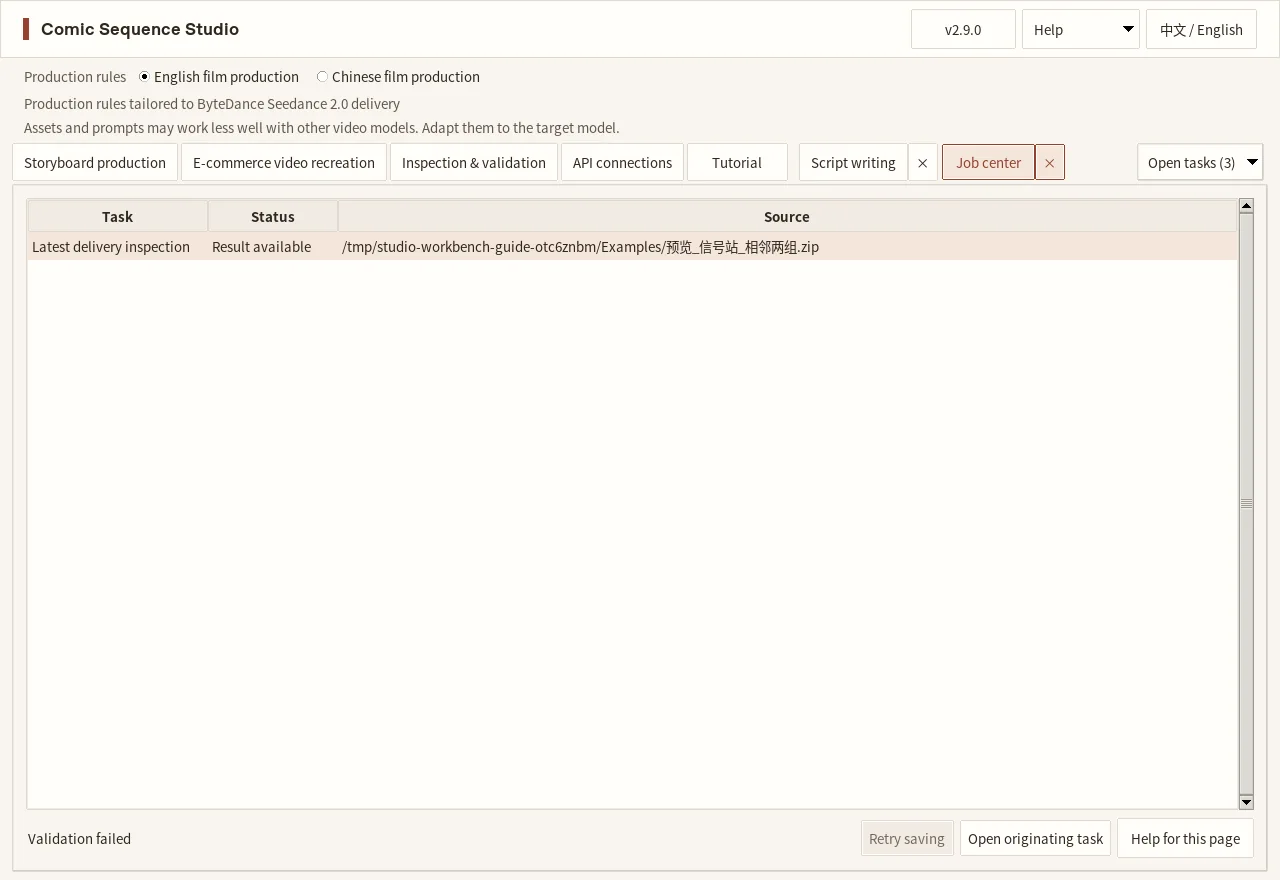 Comic Sequence Studio
v2.9.0
Help
中文 / English
Production rules
English film production
Chinese film production
Production rules tailored to ByteDance Seedance 2.0 delivery
Assets and prompts may work less well with other video models. Adapt them to the target model.
Storyboard production
E-commerce video recreation
Inspection & validation
API connections
Tutorial
Script writing ×
Job center ×
Open tasks (3)
Task Status Source
Latest delivery inspection Result available /tmp/studio-workbench-guide-otc6znbm/Examples/预览_信号站_相邻两组.zip
Validation failed
Retry saving
Open originating task
Help for this page